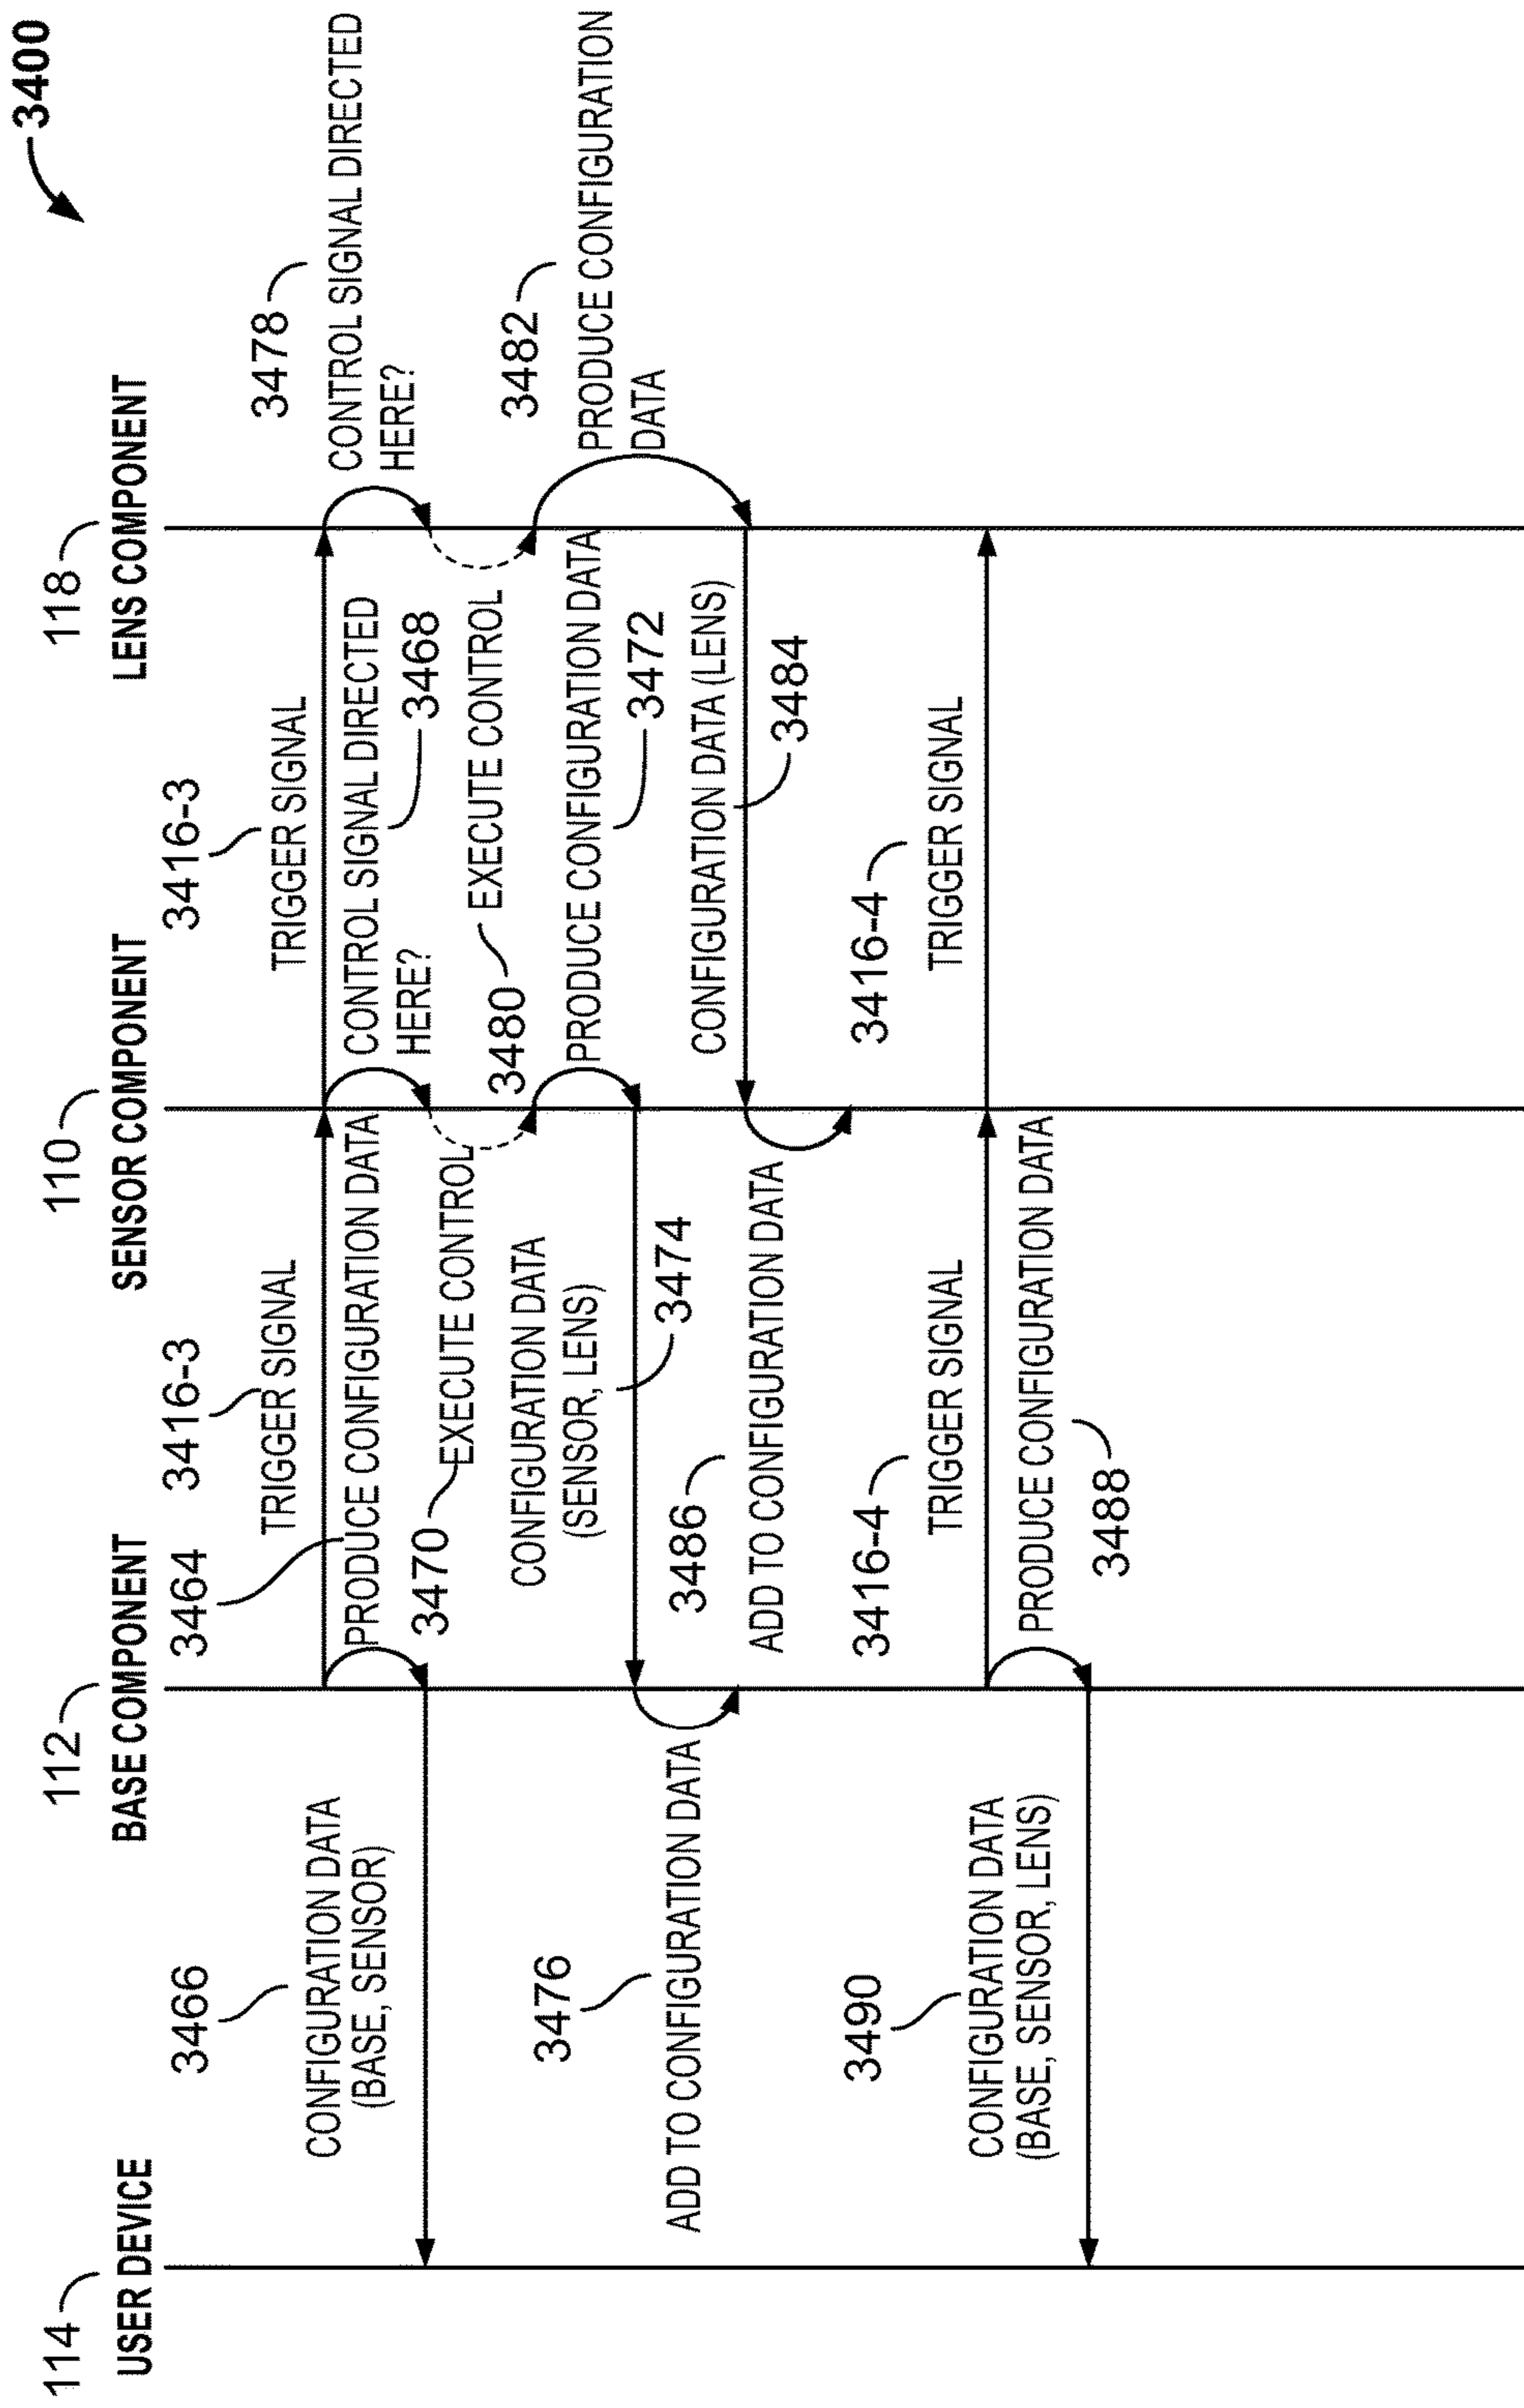 3400
114
USER DEVICE
112
BASE COMPONENT
110
SENSOR COMPONENT
118
LENS COMPONENT
3466
CONFIGURATION DATA
(BASE, SENSOR)
3464
3416-3
TRIGGER SIGNAL
PRODUCE CONFIGURATION DATA
3416-3
TRIGGER SIGNAL
CONTROL SIGNAL DIRECTED
HERE?
3468
3478
CONTROL SIGNAL DIRECTED
HERE?
3470
EXECUTE CONTROL
3480
EXECUTE CONTROL
3482
PRODUCE CONFIGURATION
DATA
CONFIGURATION DATA
(SENSOR, LENS)
3474
PRODUCE CONFIGURATION DATA
3472
3476
ADD TO CONFIGURATION DATA
CONFIGURATION DATA (LENS)
3484
3486
ADD TO CONFIGURATION DATA
3416-4
TRIGGER SIGNAL
3416-4
TRIGGER SIGNAL
3490
CONFIGURATION DATA
(BASE, SENSOR, LENS)
PRODUCE CONFIGURATION DATA
3488